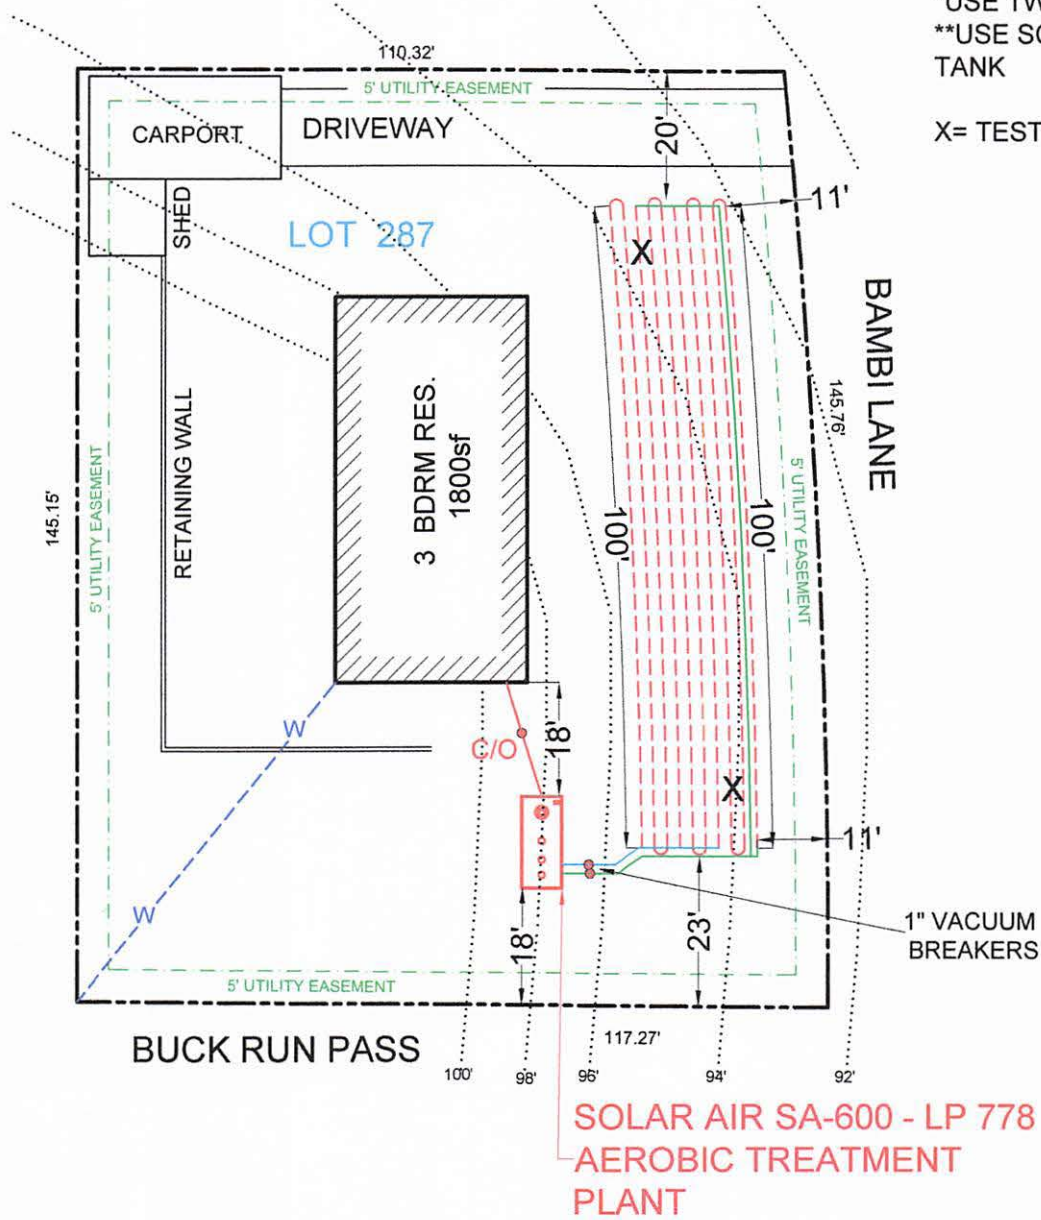 **USE
TANK
X= TEST
110.32'
5' UTILITY EASEMENT
CARPORT
DRIVEWAY
20'
11'
SHED
LOT 287
X
BAMBI LANE
145.76'
3 BDRM RES.
1800sf
RETAINING WALL
5' UTILITY EASEMENT
145.15'
100'
100'
5' UTILITY EASEMENT
W
C/O
18'
X
11'
W
18'
23'
1" VACUUM
BREAKERS
5' UTILITY EASEMENT
BUCK RUN PASS
117.27'
100'
98'
96'
94'
92'
SOLAR AIR SA-600 - LP 778
AEROBIC TREATMENT
PLANT